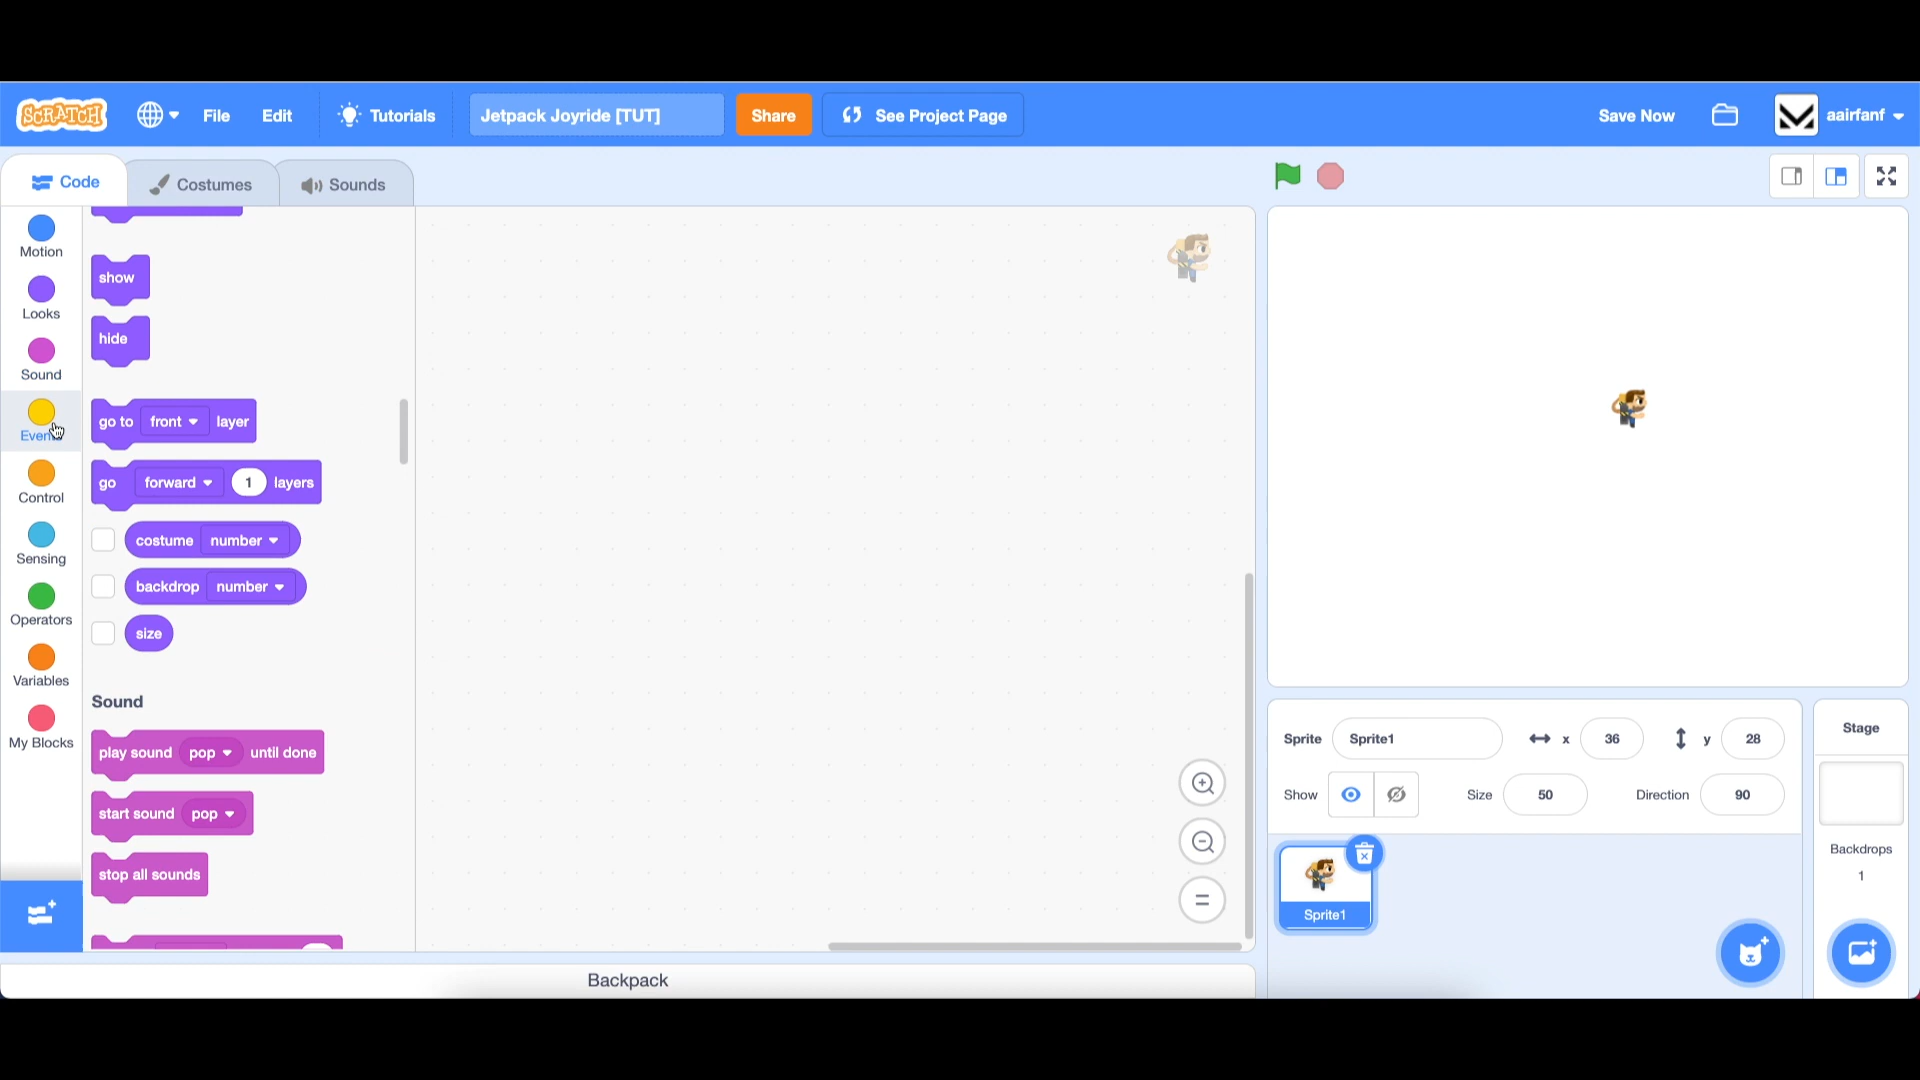 SCRATCH File Edit Tutorials Jetpack Joyride [TUT] Share See Project Page Save Now aairfanf
Code Costumes Sounds
Motion
Looks
Sound
Events
Control
Sensing
Operators
Variables
My Blocks
show
hide
go to front layer
go forward 1 layers
costume number
backdrop number
size
Sound
play sound pop until done
start sound pop
stop all sounds
Backpack
Sprite Sprite1 x 36 y 28
Show Size 50 Direction 90
Sprite1
Stage
Backdrops
1